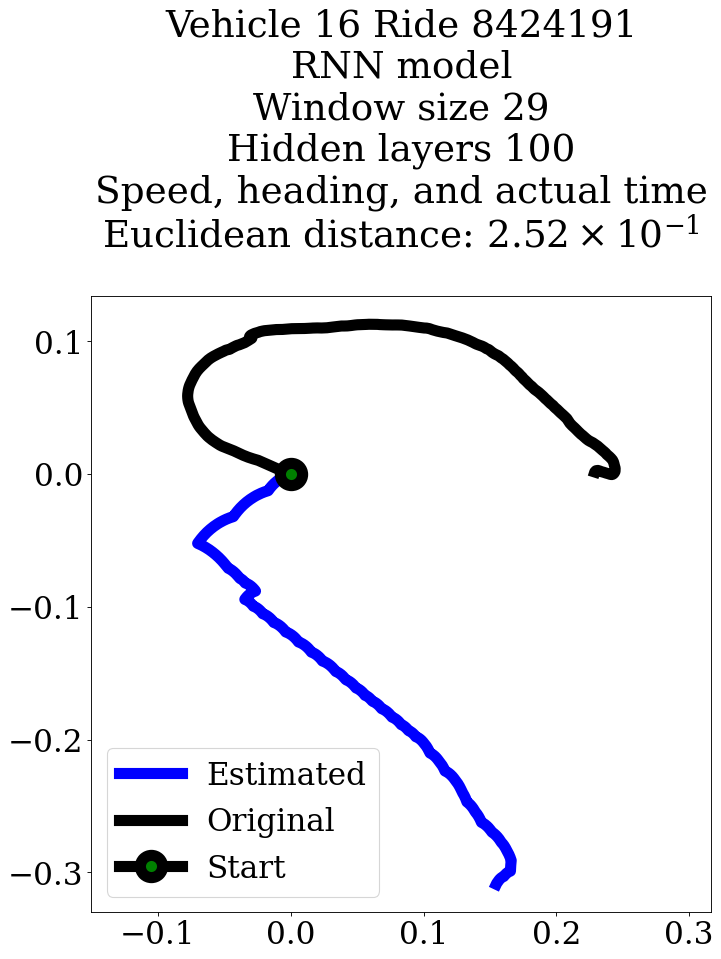 Vehicle 16 Ride 8424191
RNN model
Window size 29
Hidden layers 100
Speed, heading, and actual time
Euclidean distance: 2.52 × 10⁻¹
0.1
0.0
−0.1
−0.2
−0.3
Estimated
Original
Start
−0.1 0.0 0.1 0.2 0.3